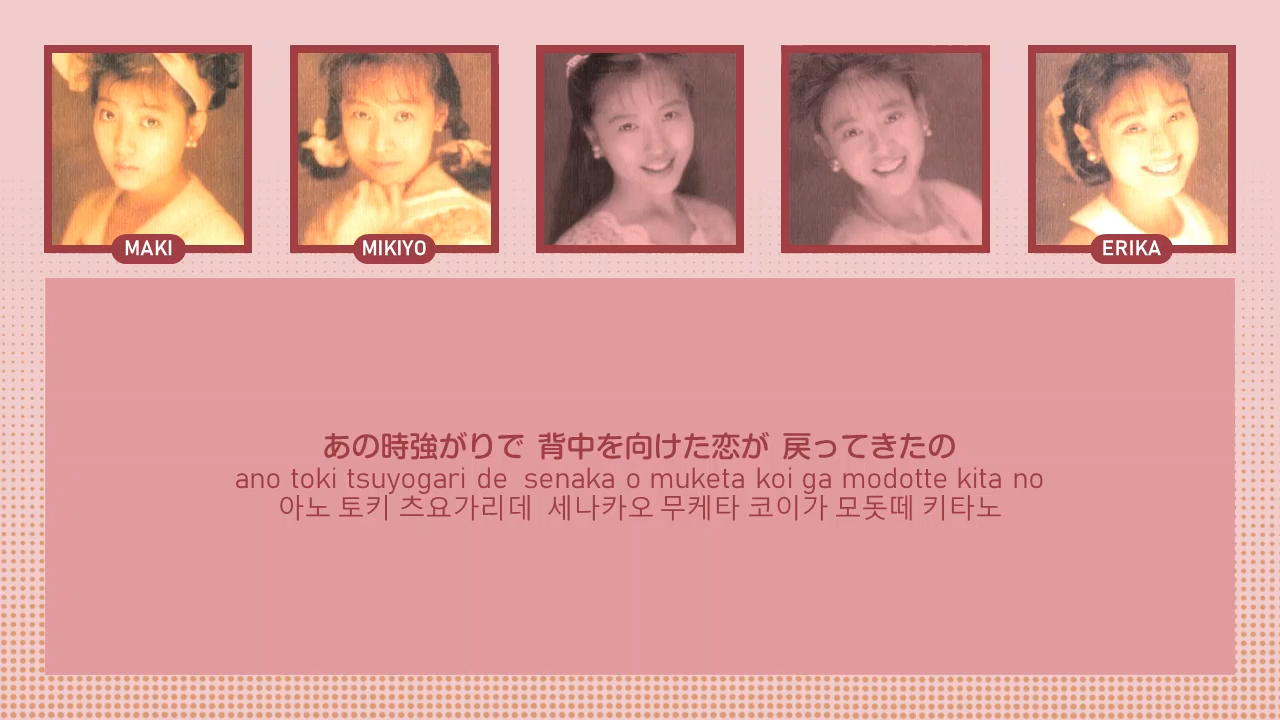 MAKI
MIKIYO
ERIKA
あの時強がりで 背中を向けた恋が 戻ってきたの
ano toki tsuyogari de senaka o muketa koi ga modotte kita no
아노 토키 츠요가리데 세나카오 무케타 코이가 모돗떼 키타노